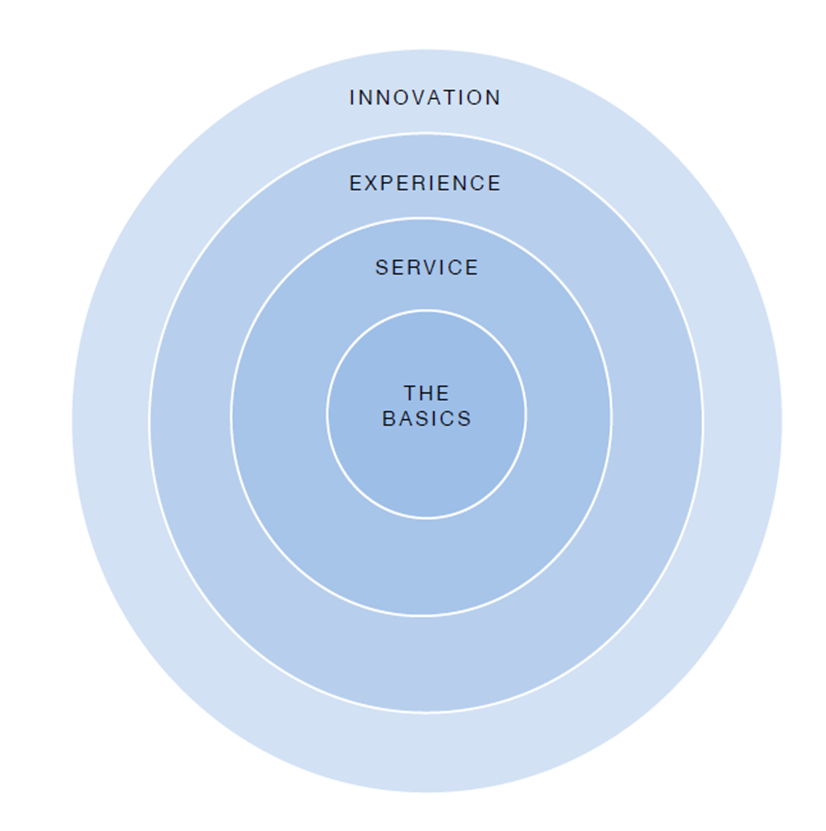 INNOVATION
EXPERIENCE
SERVICE
THE
BASICS